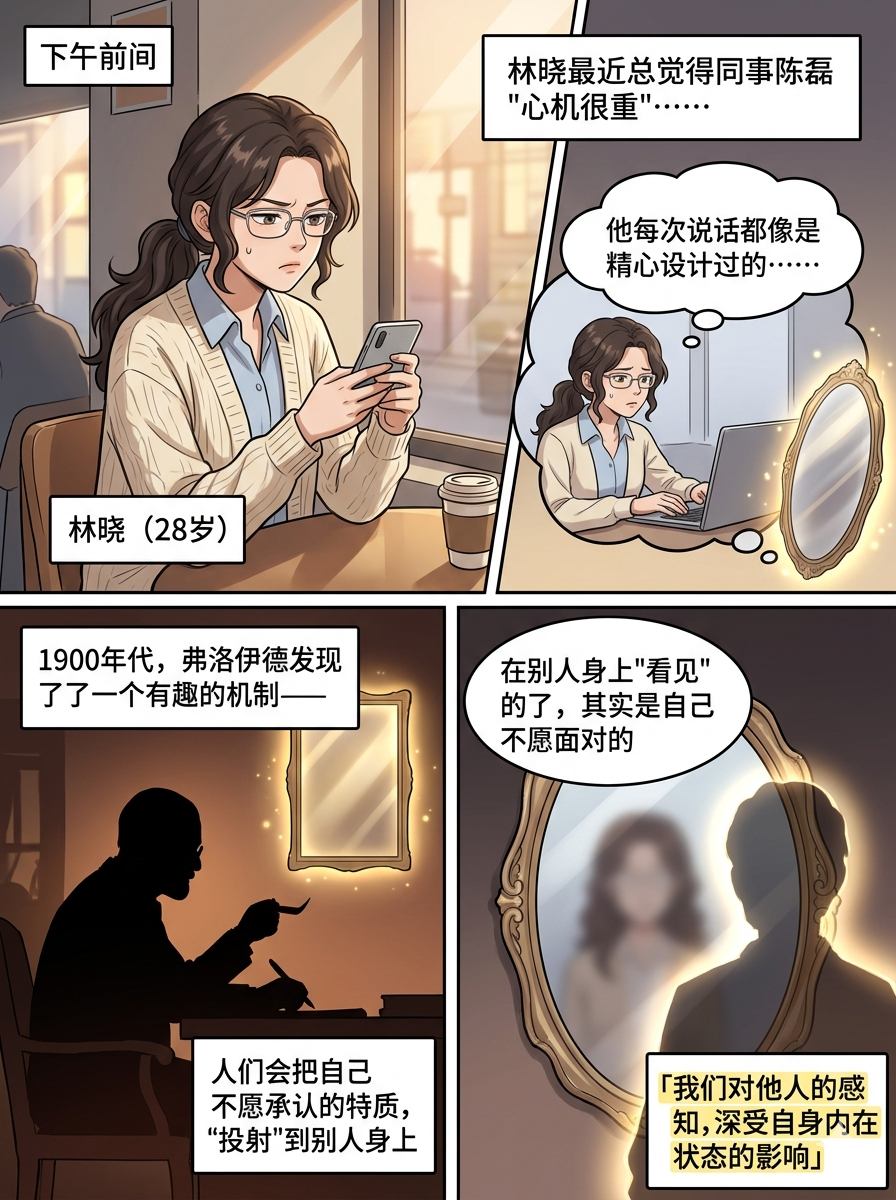 下午前间
林晓最近总觉得同事陈磊
"心机很重"……
他每次说话都像是
精心设计过的……
林晓（28岁）
1900年代，弗洛伊德发现
了了一个有趣的机制——
人们会把自己
不愿承认的特质，
“投射”到别人身上
在别人身上"看见"
的了，其实是自己
不愿面对的
「我们对他人的感
知，深受自身内在
状态的影响」